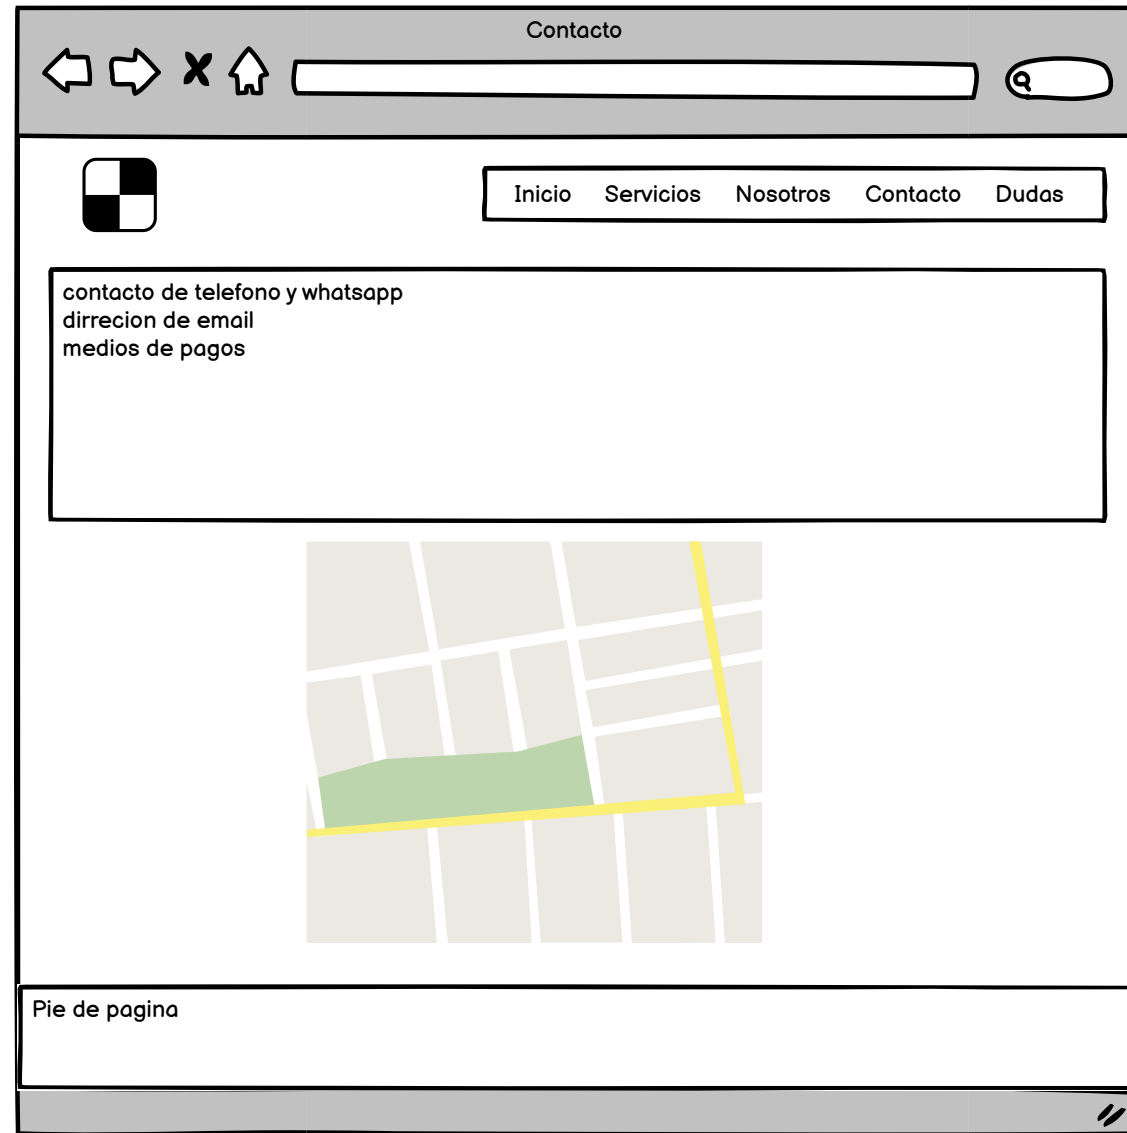 Contacto
Inicio Servicios Nosotros Contacto Dudas
contacto de telefono y whatsapp
dirrecion de email
medios de pagos
Pie de pagina